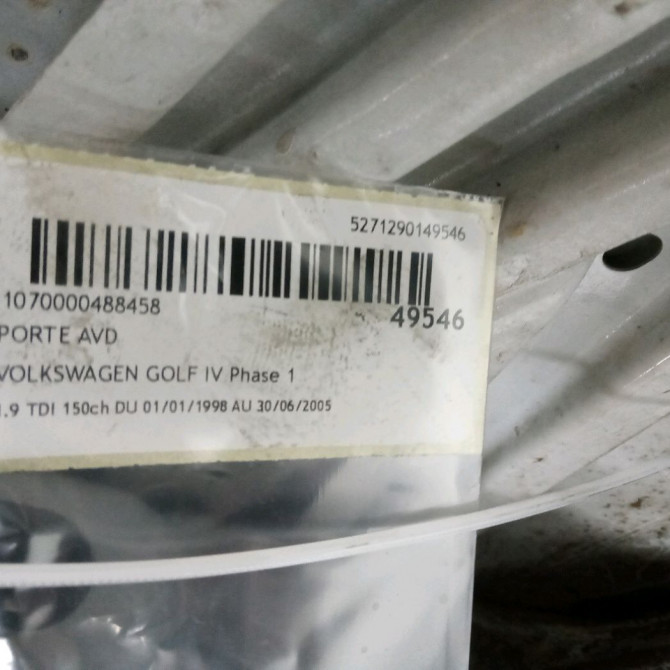 5271290149546
1070000488458
49546
PORTE AVD
VOLKSWAGEN GOLF IV Phase 1
1.9 TDI 150ch DU 01/01/1998 AU 30/06/2005